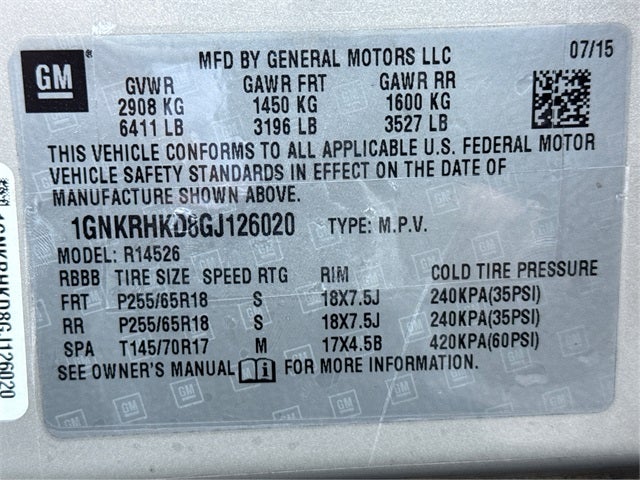 GM
MFD BY GENERAL MOTORS LLC 07/15
GVWR GAWR FRT GAWR RR
2908 KG 1450 KG 1600 KG
6411 LB 3196 LB 3527 LB
THIS VEHICLE CONFORMS TO ALL APPLICABLE U.S. FEDERAL MOTOR
VEHICLE SAFETY STANDARDS IN EFFECT ON THE DATE OF
MANUFACTURE SHOWN ABOVE.
1GNKRHKD8GJ126020 TYPE: M.P.V.
MODEL: R14526
RBBB TIRE SIZE SPEED RTG RIM COLD TIRE PRESSURE
FRT P255/65R18 S 18X7.5J 240KPA(35PSI)
RR P255/65R18 S 18X7.5J 240KPA(35PSI)
SPA T145/70R17 M 17X4.5B 420KPA(60PSI)
SEE OWNER'S MANUAL FOR MORE INFORMATION.
1GNKRHKD8GJ126020